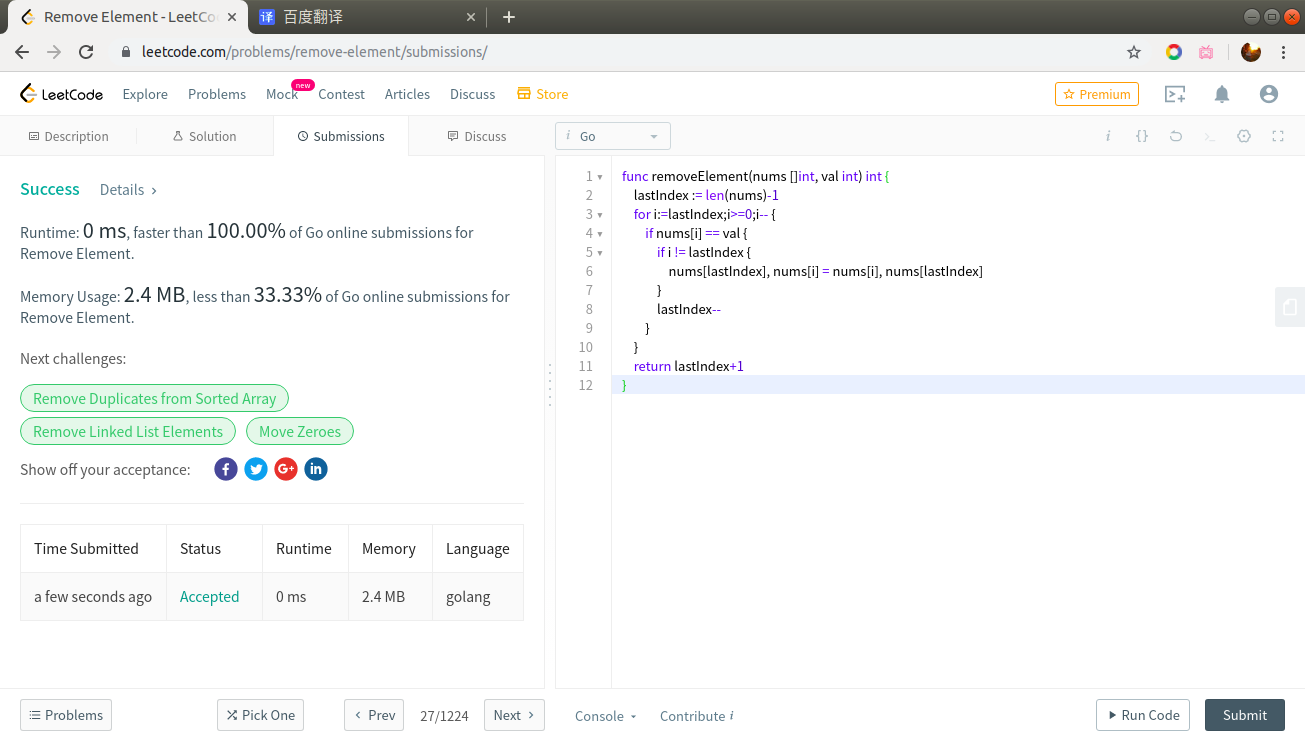 Remove Element - LeetCo
译 百度翻译
leetcode.com/problems/remove-element/submissions/
LeetCode Explore Problems Mock new Contest Articles Discuss Store Premium
Description Solution Submissions Discuss i Go
Success Details
Runtime: 0 ms, faster than 100.00% of Go online submissions for
Remove Element.
Memory Usage: 2.4 MB, less than 33.33% of Go online submissions for
Remove Element.
Next challenges:
Remove Duplicates from Sorted Array
Remove Linked List Elements Move Zeroes
Show off your acceptance: f G+ in
Time Submitted Status Runtime Memory Language
a few seconds ago Accepted 0 ms 2.4 MB golang
1 func removeElement(nums []int, val int) int {
2 lastIndex := len(nums)-1
3 for i:=lastIndex;i>=0;i-- {
4 if nums[i] == val {
5 if i != lastIndex {
6 nums[lastIndex], nums[i] = nums[i], nums[lastIndex]
7 }
8 lastIndex--
9 }
10 }
11 return lastIndex+1
12 }
Problems Pick One Prev 27/1224 Next Console Contribute i Run Code Submit